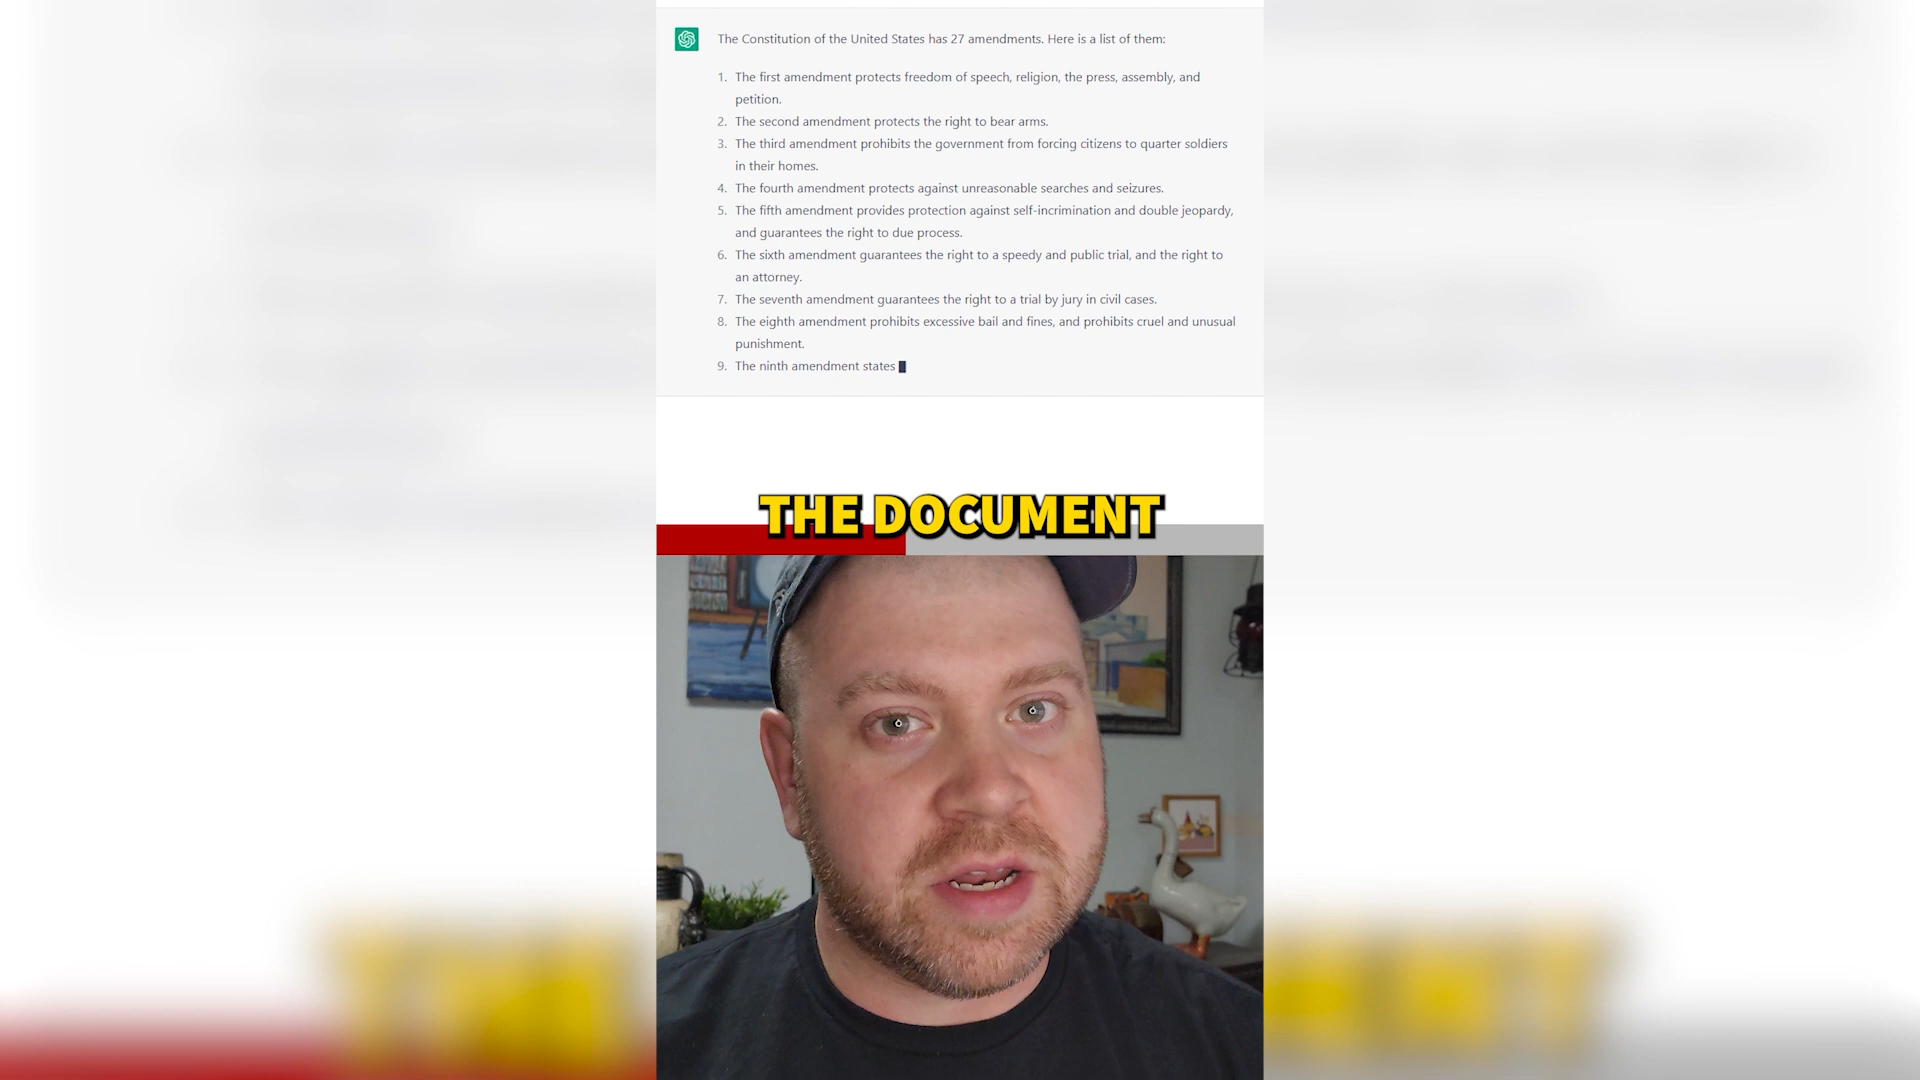 The Constitution of the United States has 27 amendments. Here is a list of them:
1. The first amendment protects freedom of speech, religion, the press, assembly, and
petition.
2. The second amendment protects the right to bear arms.
3. The third amendment prohibits the government from forcing citizens to quarter soldiers
in their homes.
4. The fourth amendment protects against unreasonable searches and seizures.
5. The fifth amendment provides protection against self-incrimination and double jeopardy,
and guarantees the right to due process.
6. The sixth amendment guarantees the right to a speedy and public trial, and the right to
an attorney.
7. The seventh amendment guarantees the right to a trial by jury in civil cases.
8. The eighth amendment prohibits excessive bail and fines, and prohibits cruel and unusual
punishment.
9. The ninth amendment states
THE DOCUMENT